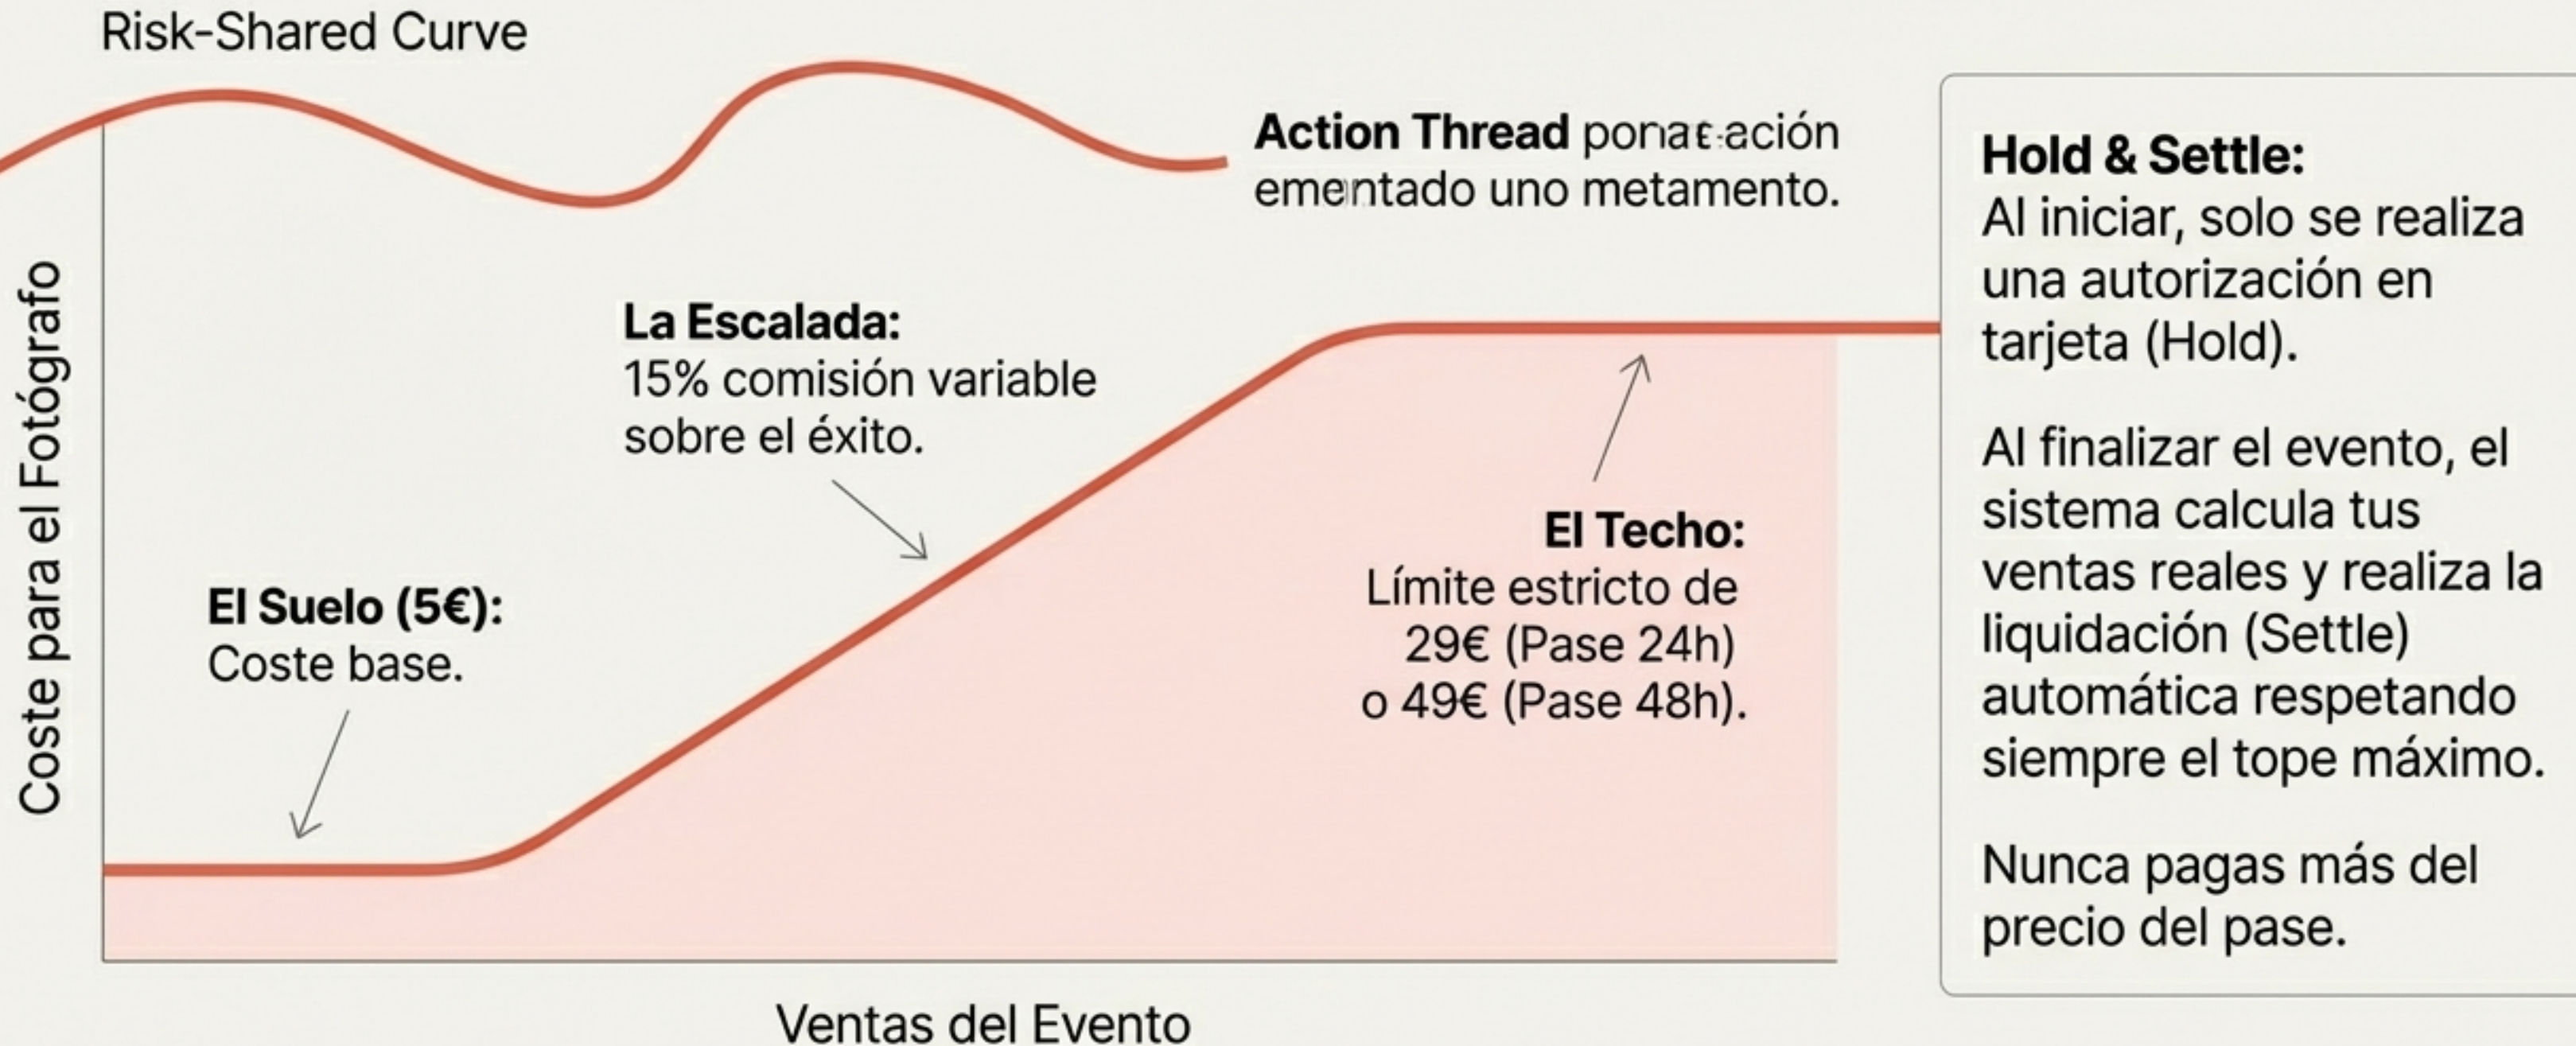 Risk-Shared Curve
Action Thread
ementado uno metamento.
La Escalada:
15% comisión variable
sobre el éxito.
El Suelo (5€):
Coste base.
El Techo:
Límite estricto de
29€ (Pase 24h)
o 49€ (Pase 48h).
Coste para el Fotógrafo
Ventas del Evento
Hold & Settle:
Al iniciar, solo se realiza
una autorización en
tarjeta (Hold).
Al finalizar el evento, el
sistema calcula tus
ventas reales y realiza la
liquidación (Settle)
automática respetando
siempre el tope máximo.
Nunca pagas más del
precio del pase.